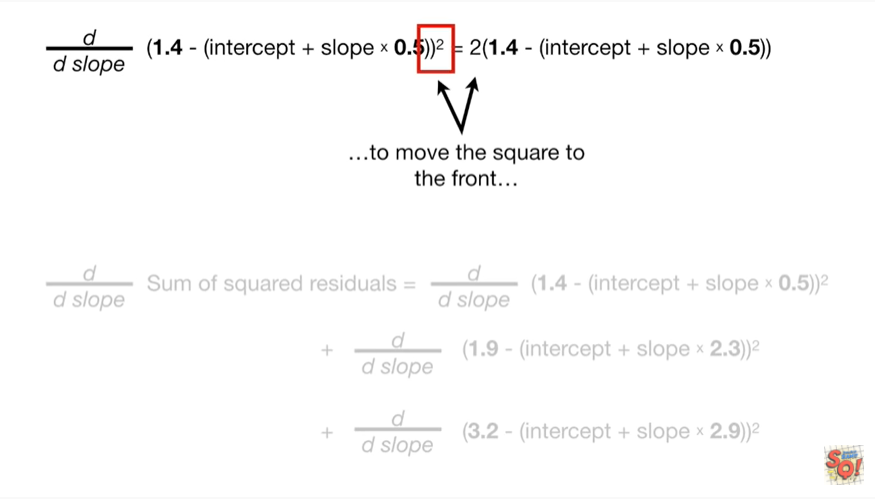 d/d slope (1.4 - (intercept + slope × 0.5))² = 2(1.4 - (intercept + slope × 0.5))
…to move the square to
the front…
d/d slope Sum of squared residuals = d/d slope (1.4 - (intercept + slope × 0.5))²
+ d/d slope (1.9 - (intercept + slope × 2.3))²
+ d/d slope (3.2 - (intercept + slope × 2.9))²
SQ!